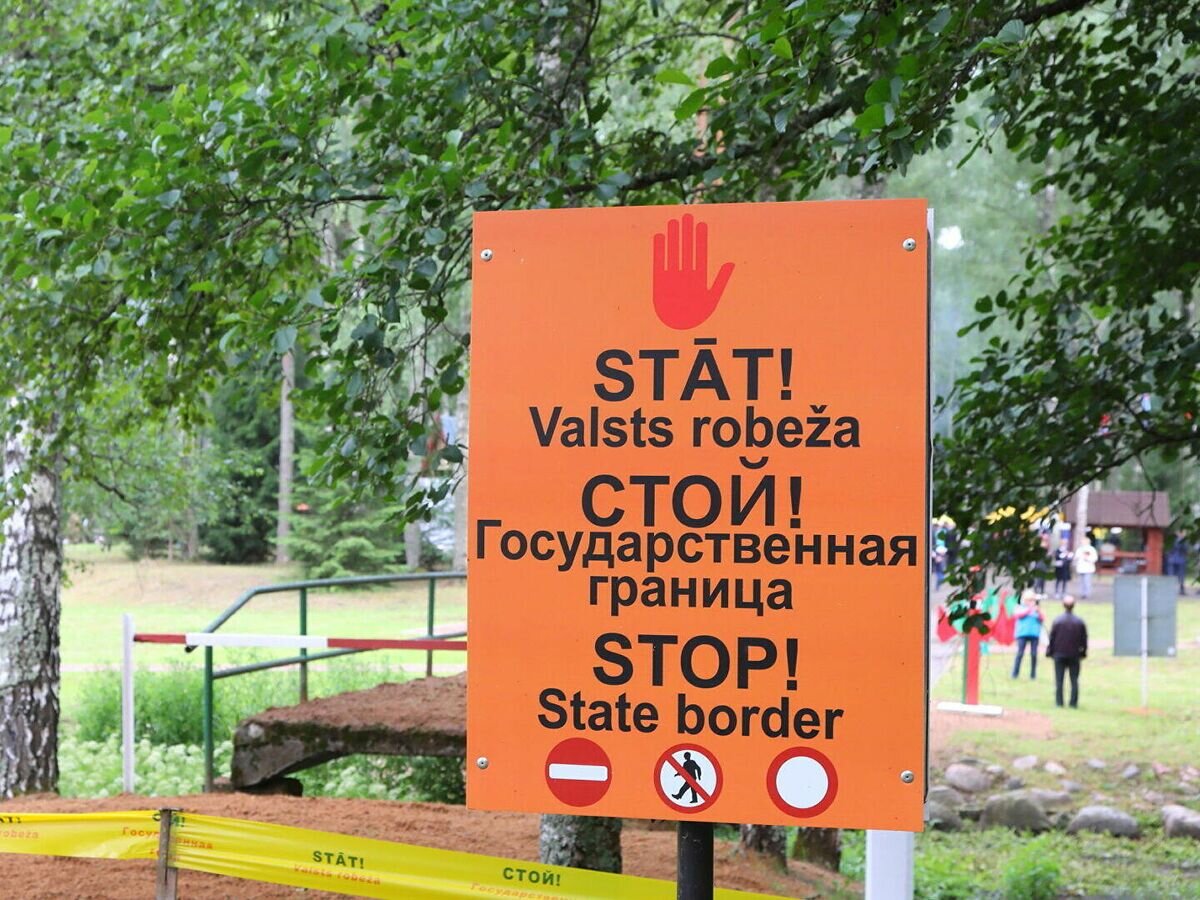 STĀT!
Valsts robeža
СТОЙ!
Государственная
граница
STOP!
State border
STĀT!
Valsts robeža
СТОЙ!